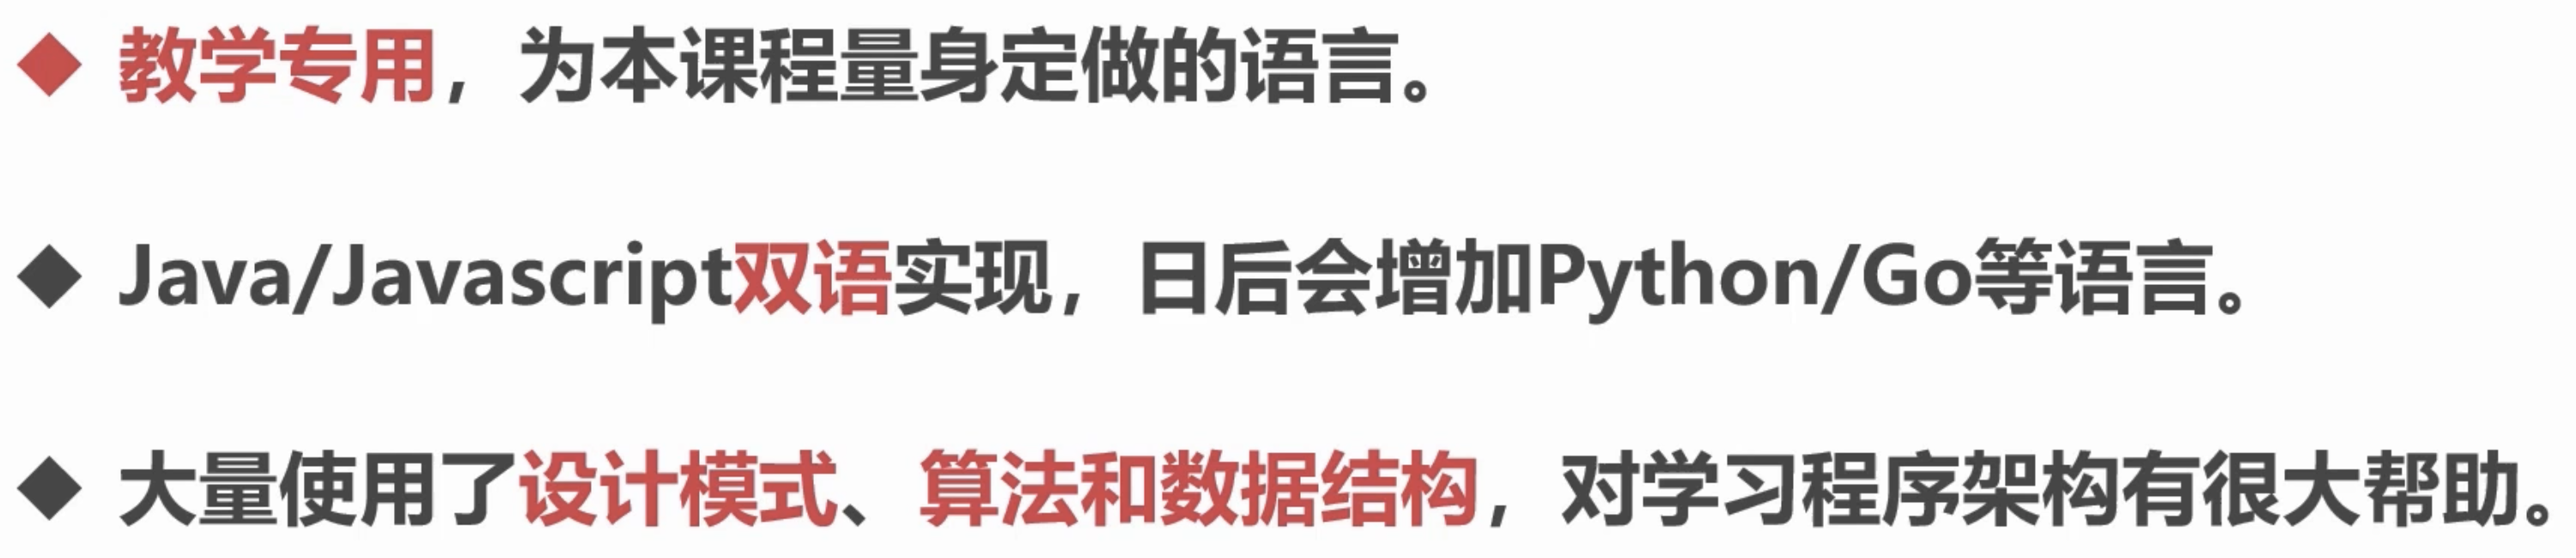 ◆ 教学专用，为本课程量身定做的语言。
◆ Java/Javascript双语实现，日后会增加Python/Go等语言。
◆ 大量使用了设计模式、算法和数据结构，对学习程序架构有很大帮助。